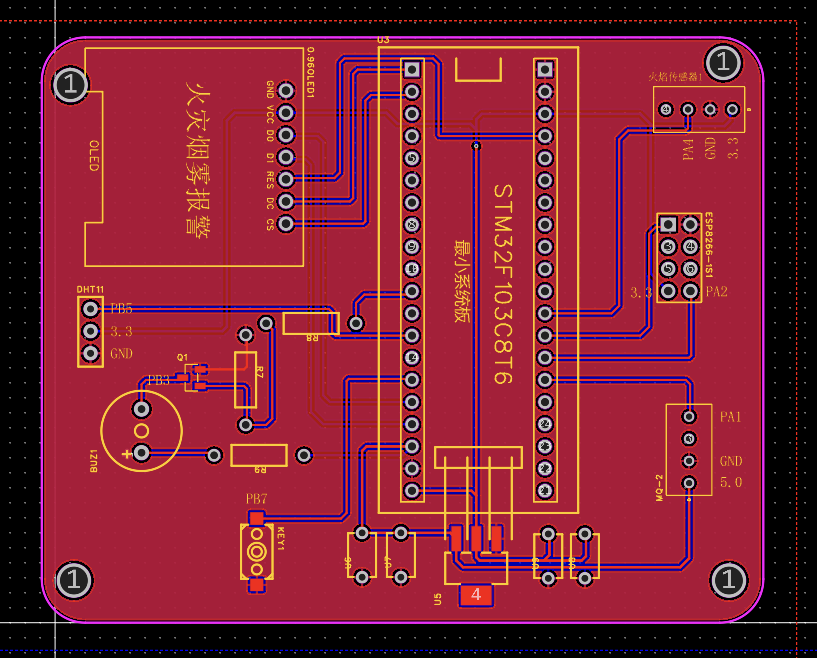 U3
1
1
火焰传感器1
0.96OLED1
GND
VCC
D0
D1
RES
DC
CS
OLED
火灾烟雾报警
PA4
GND
3.3
STM32F103C8T6
最小系统板
ESP8266-1S1
3.3
PA2
DHT11
PB5
3.3
GND
R8
Q1
PB3
R7
BUZ1
+
R9
PA1
GND
5.0
MQ-2
PB7
KEY1
U7
U5
4
1
1